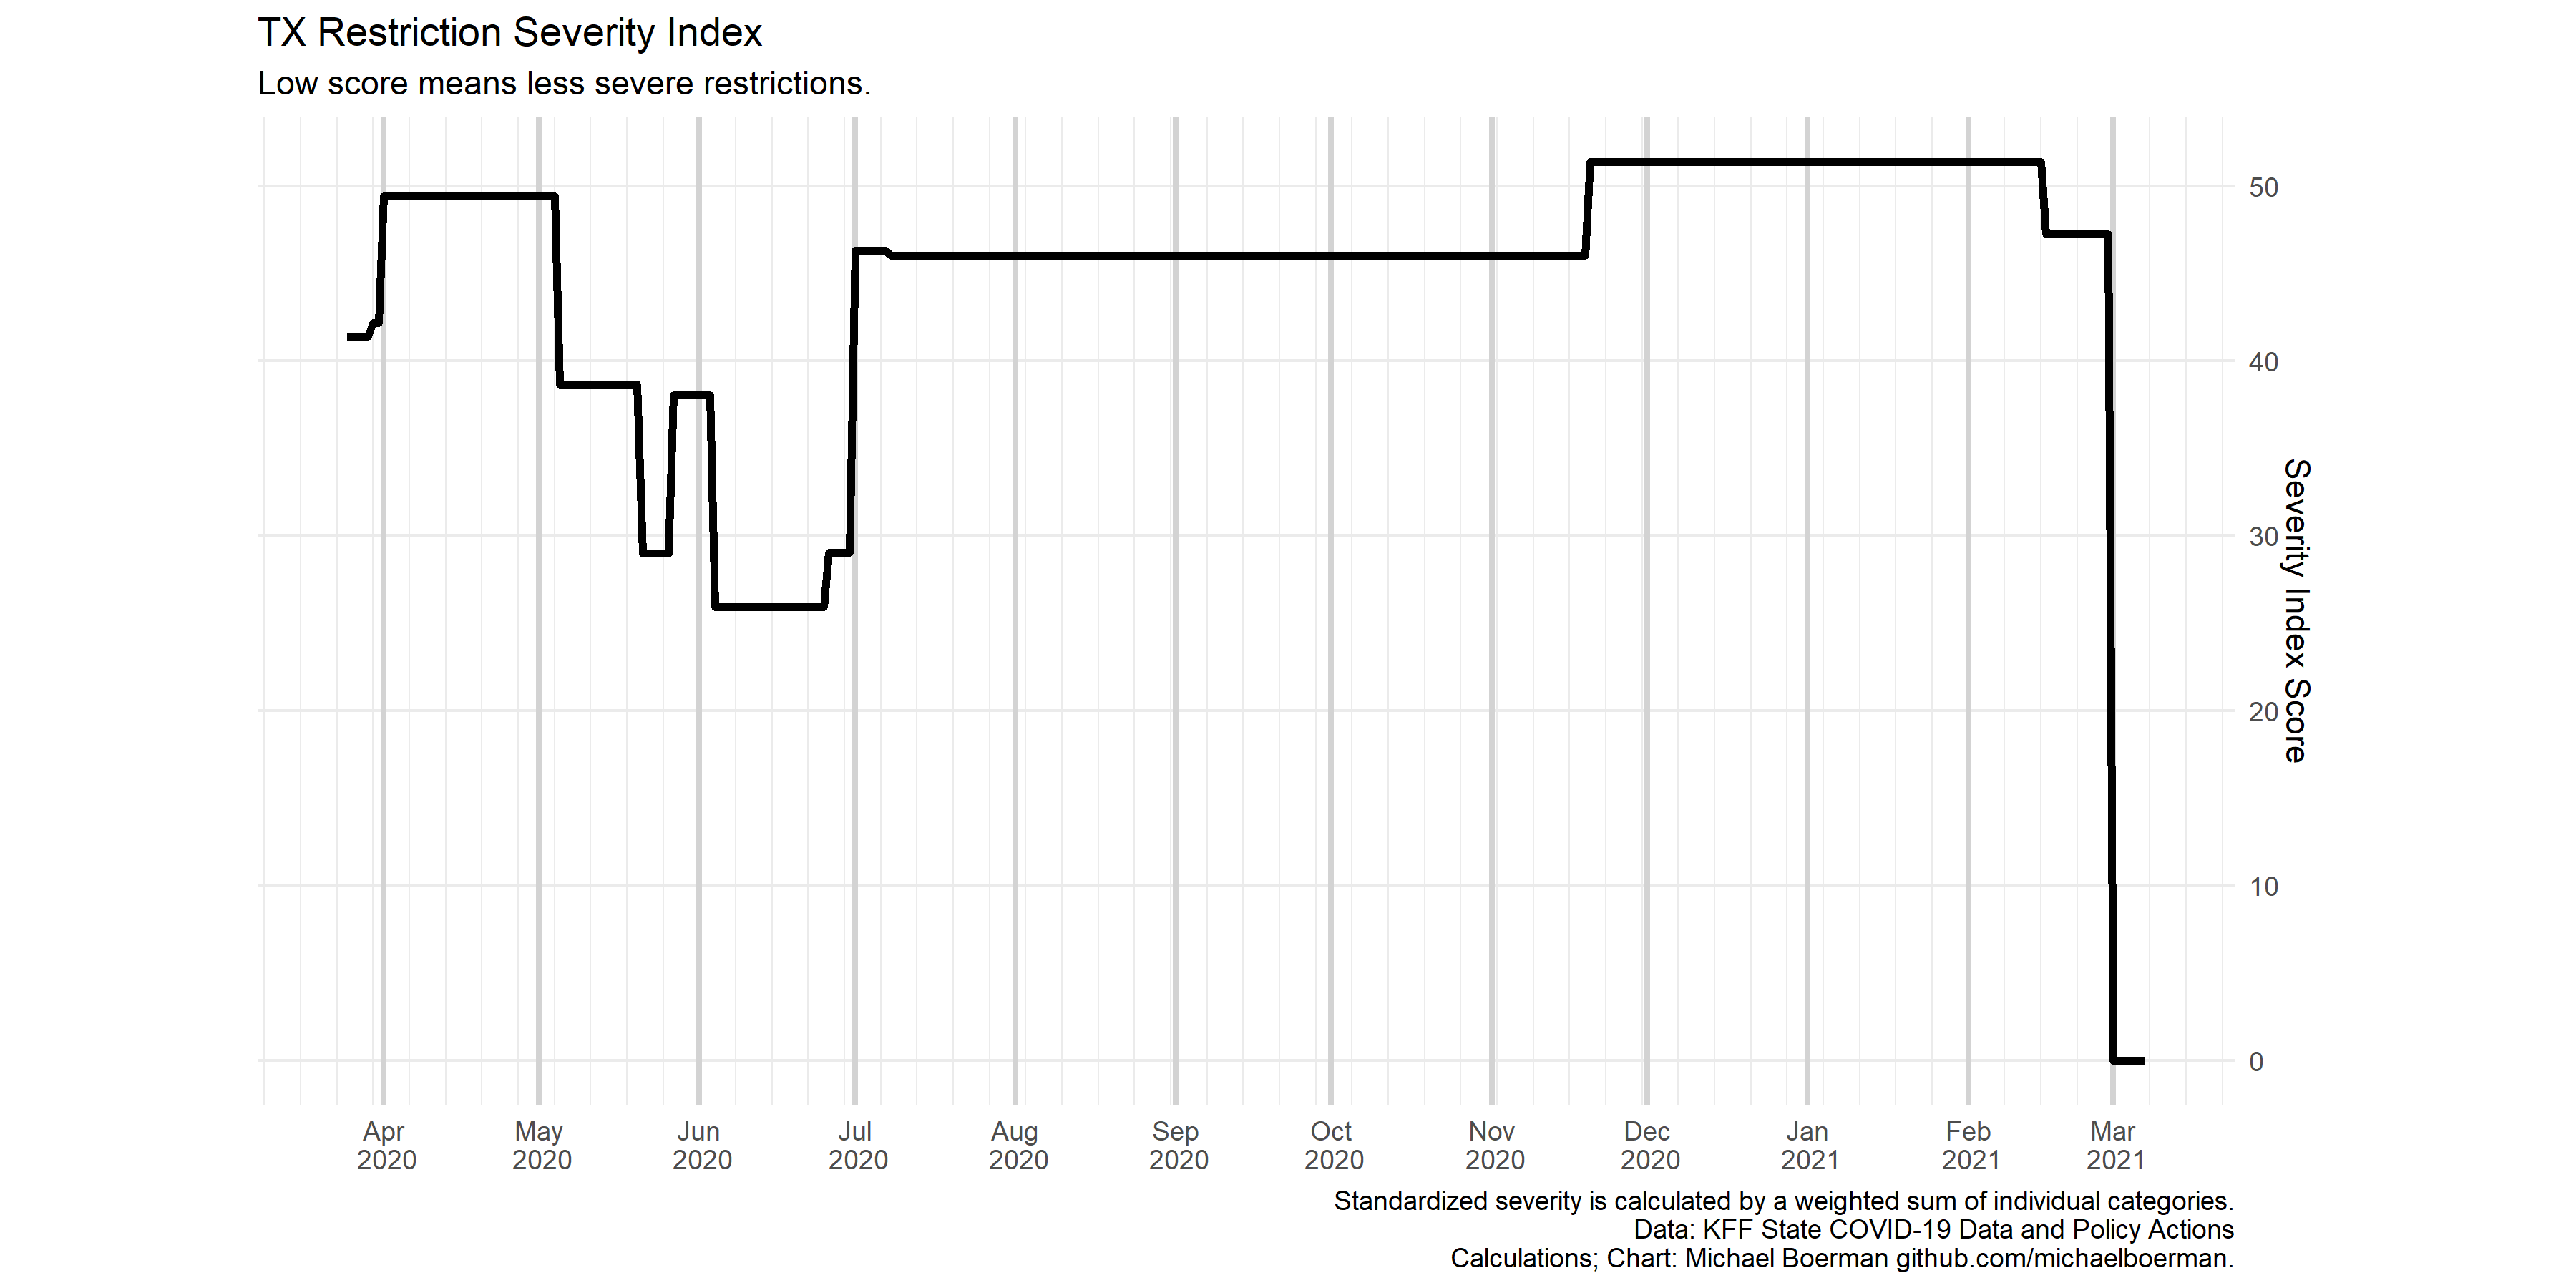 TX Restriction Severity Index
Low score means less severe restrictions.
50
40
30
20
10
0
Severity Index Score
Apr May Jun Jul Aug Sep Oct Nov Dec Jan Feb Mar
2020 2020 2020 2020 2020 2020 2020 2020 2020 2021 2021 2021
Standardized severity is calculated by a weighted sum of individual categories.
Data: KFF State COVID-19 Data and Policy Actions
Calculations; Chart: Michael Boerman github.com/michaelboerman.